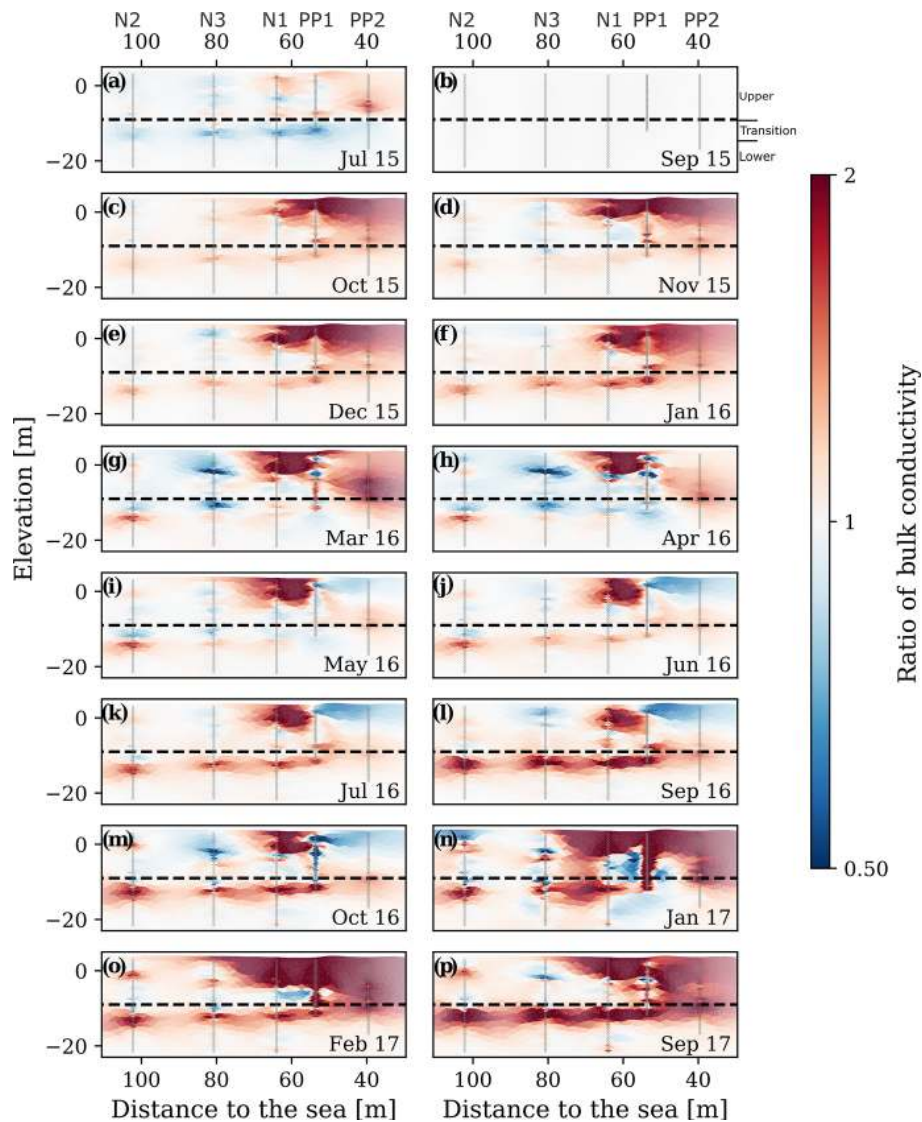 N2 N3 N1 PP1 PP2
100 80 60 40 100 80 60 40
N2 N3 N1 PP1 PP2
(a) Jul 15
(b) Sep 15
Upper
Transition
Lower
0
−20
(c) Oct 15
(d) Nov 15
0
−20
(e) Dec 15
(f) Jan 16
0
−20
(g) Mar 16
(h) Apr 16
0
−20
(i) May 16
(j) Jun 16
0
−20
(k) Jul 16
(l) Sep 16
0
−20
(m) Oct 16
(n) Jan 17
0
−20
(o) Feb 17
(p) Sep 17
0
−20
100 80 60 40 100 80 60 40
Distance to the sea [m] Distance to the sea [m]
Elevation [m]
2
1
0.50
Ratio of bulk conductivity